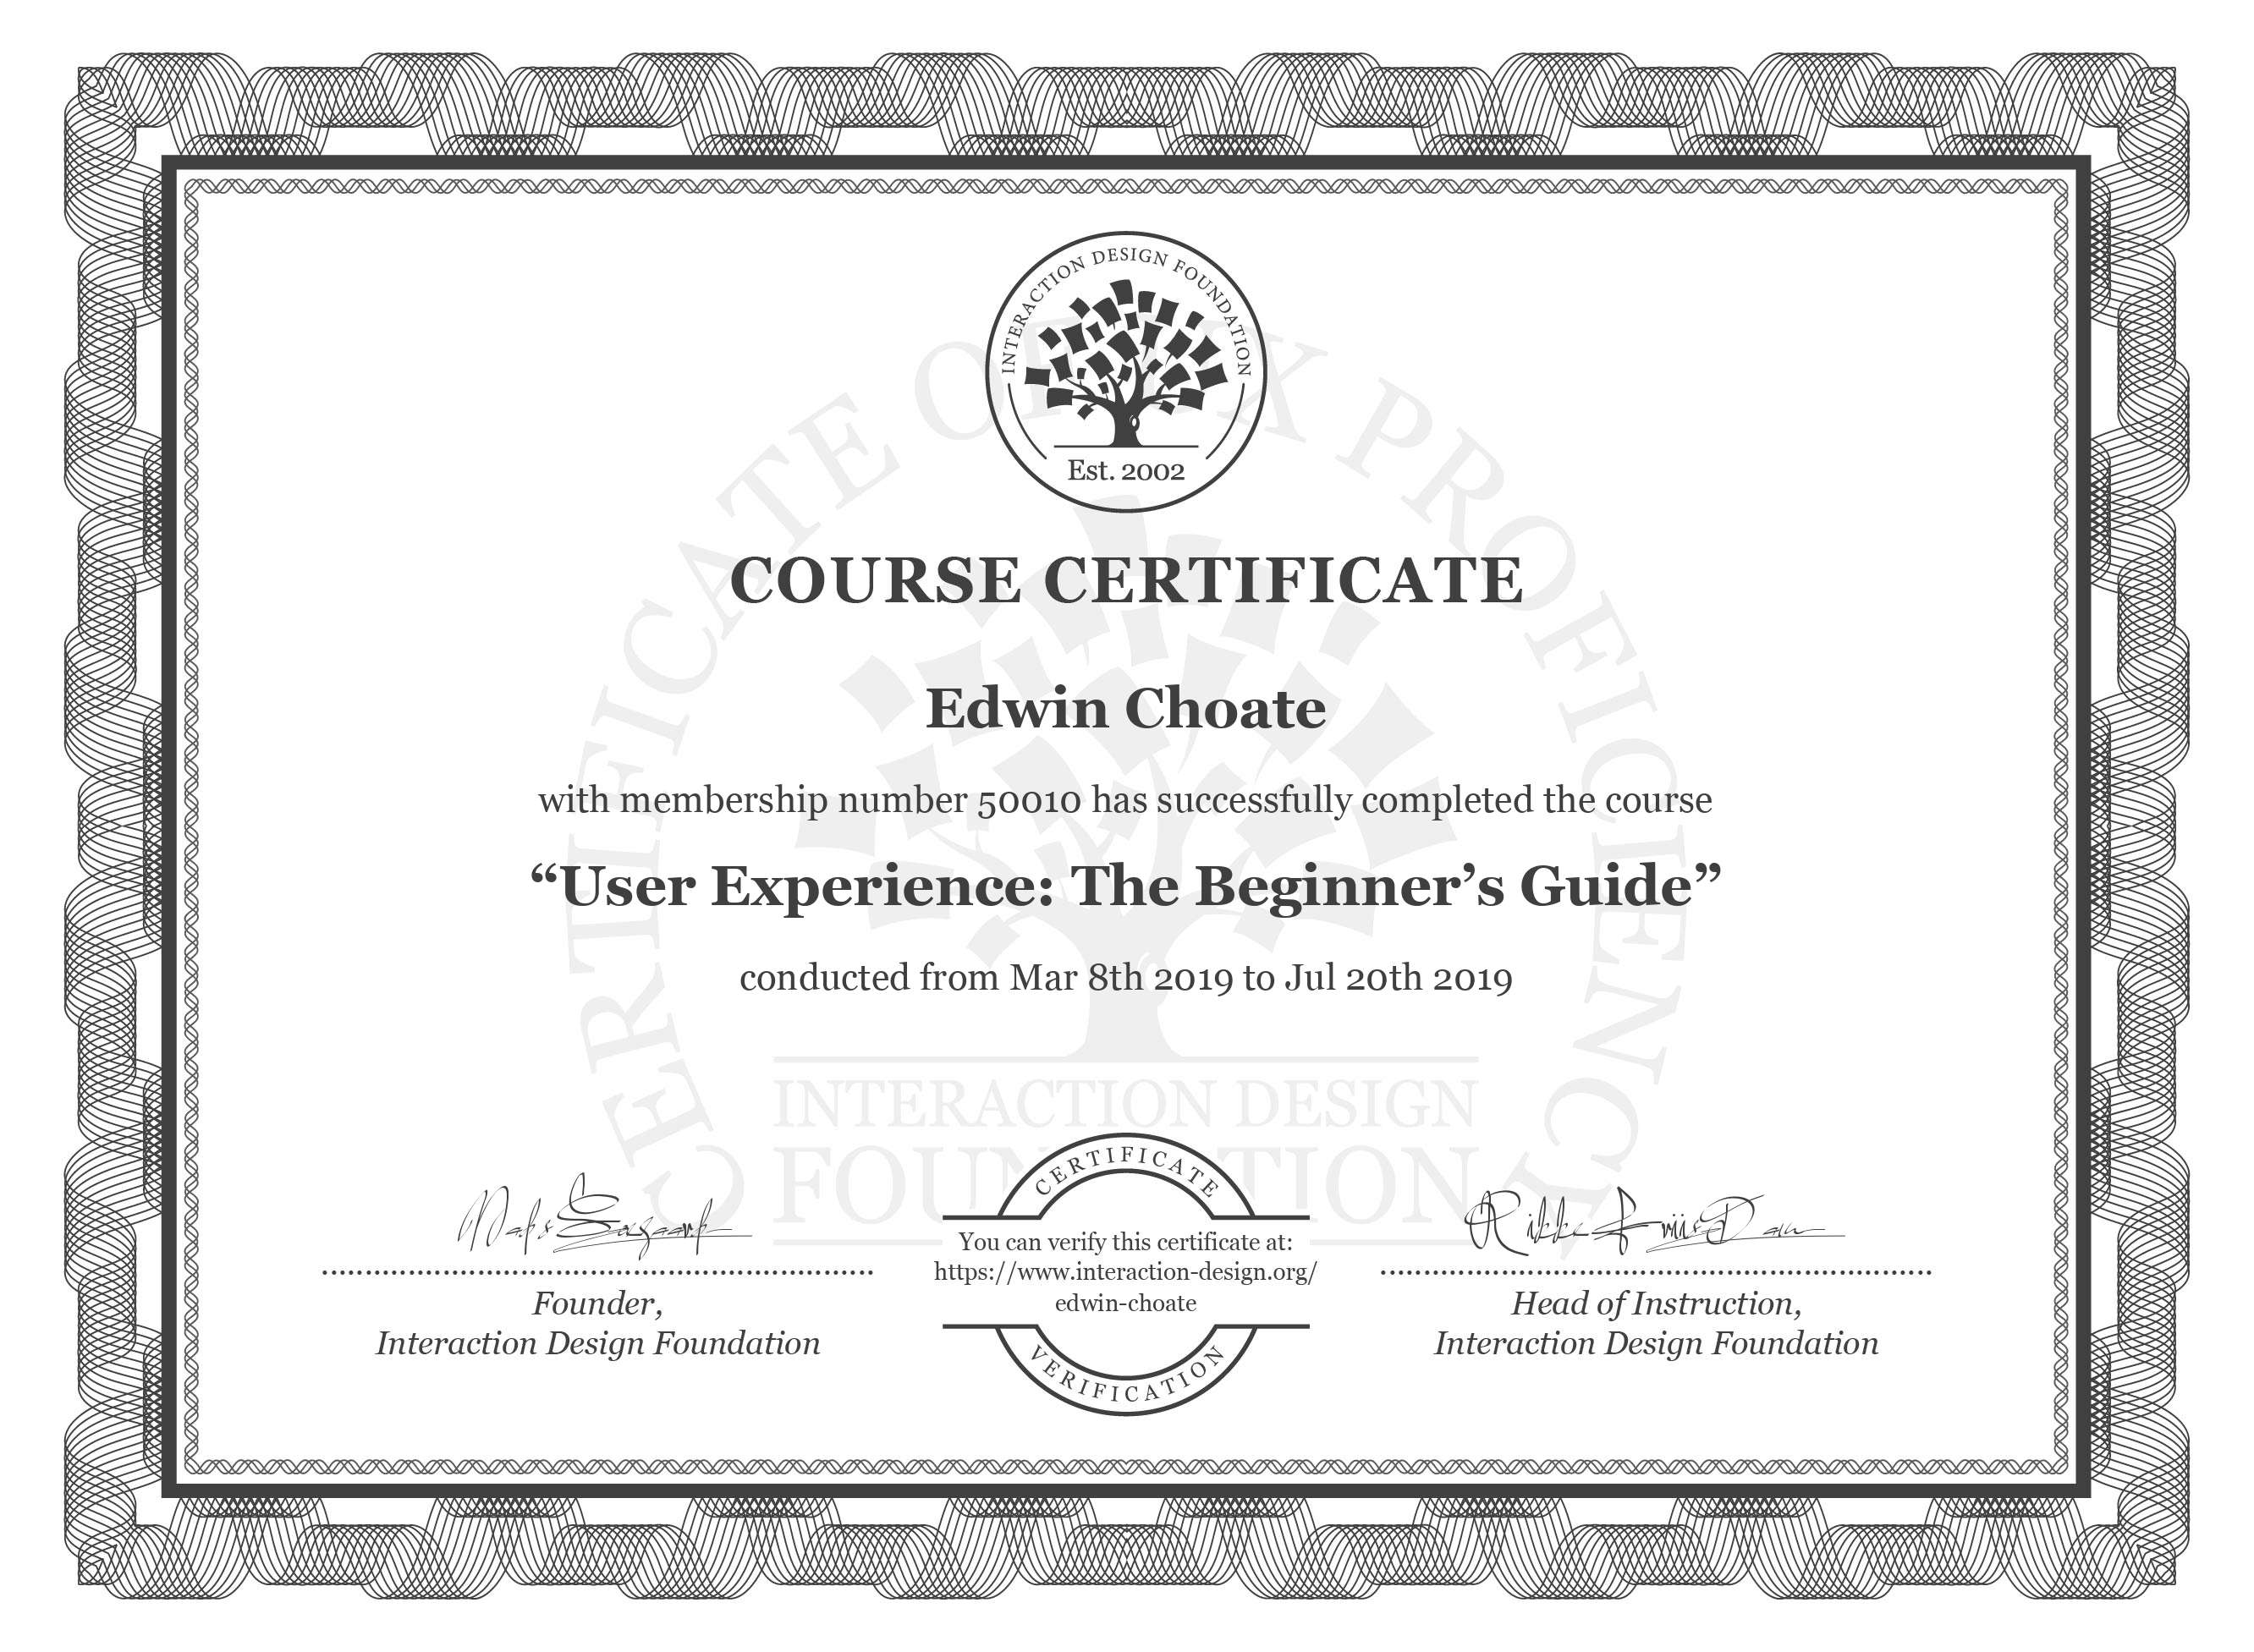 INTERACTION DESIGN FOUNDATION
Est. 2002
CERTIFICATE OF UX PROFICIENCY
COURSE CERTIFICATE
Edwin Choate
with membership number 50010 has successfully completed the course
“User Experience: The Beginner’s Guide”
conducted from Mar 8th 2019 to Jul 20th 2019
INTERACTION DESIGN
FOUNDATION
CERTIFICATE
You can verify this certificate at:
https://www.interaction-design.org/
edwin-choate
VERIFICATION
Founder,
Interaction Design Foundation
Rikke Friis Dam
Head of Instruction,
Interaction Design Foundation